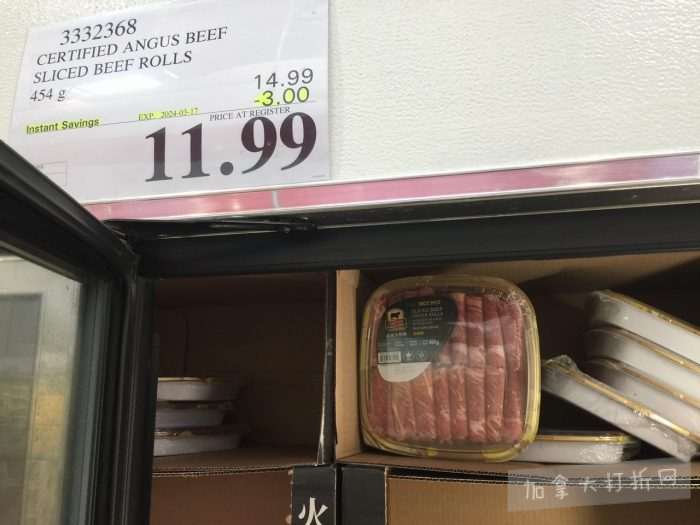 3332368
CERTIFIED ANGUS BEEF
SLICED BEEF ROLLS
454 g
14.99
-3.00
Instant Savings
EXP. 2024-03-17
PRICE AT REGISTER
11.99
火
加拿大打折网